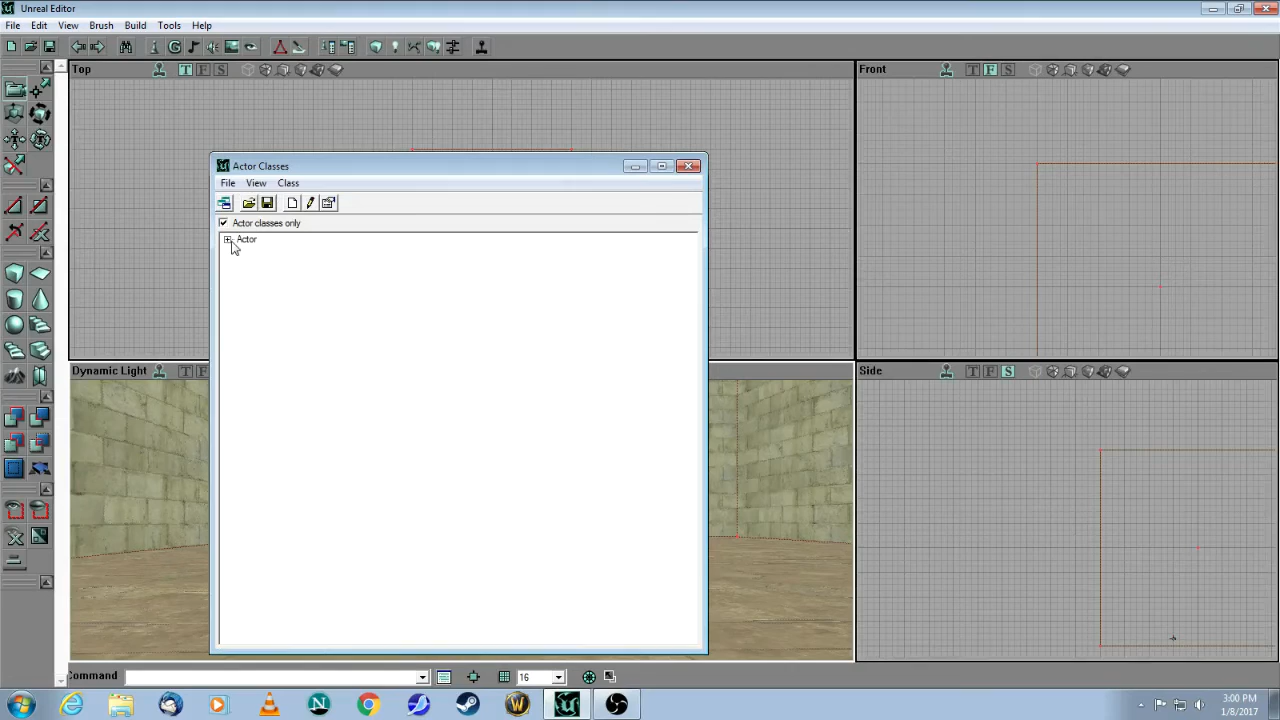 Unreal Editor
File Edit View Brush Build Tools Help
Top T F S
Front T F S
Actor Classes
File View Class
Actor classes only
Actor
Dynamic Light T F
Side T F S
Command 16
3:00 PM
1/8/2017